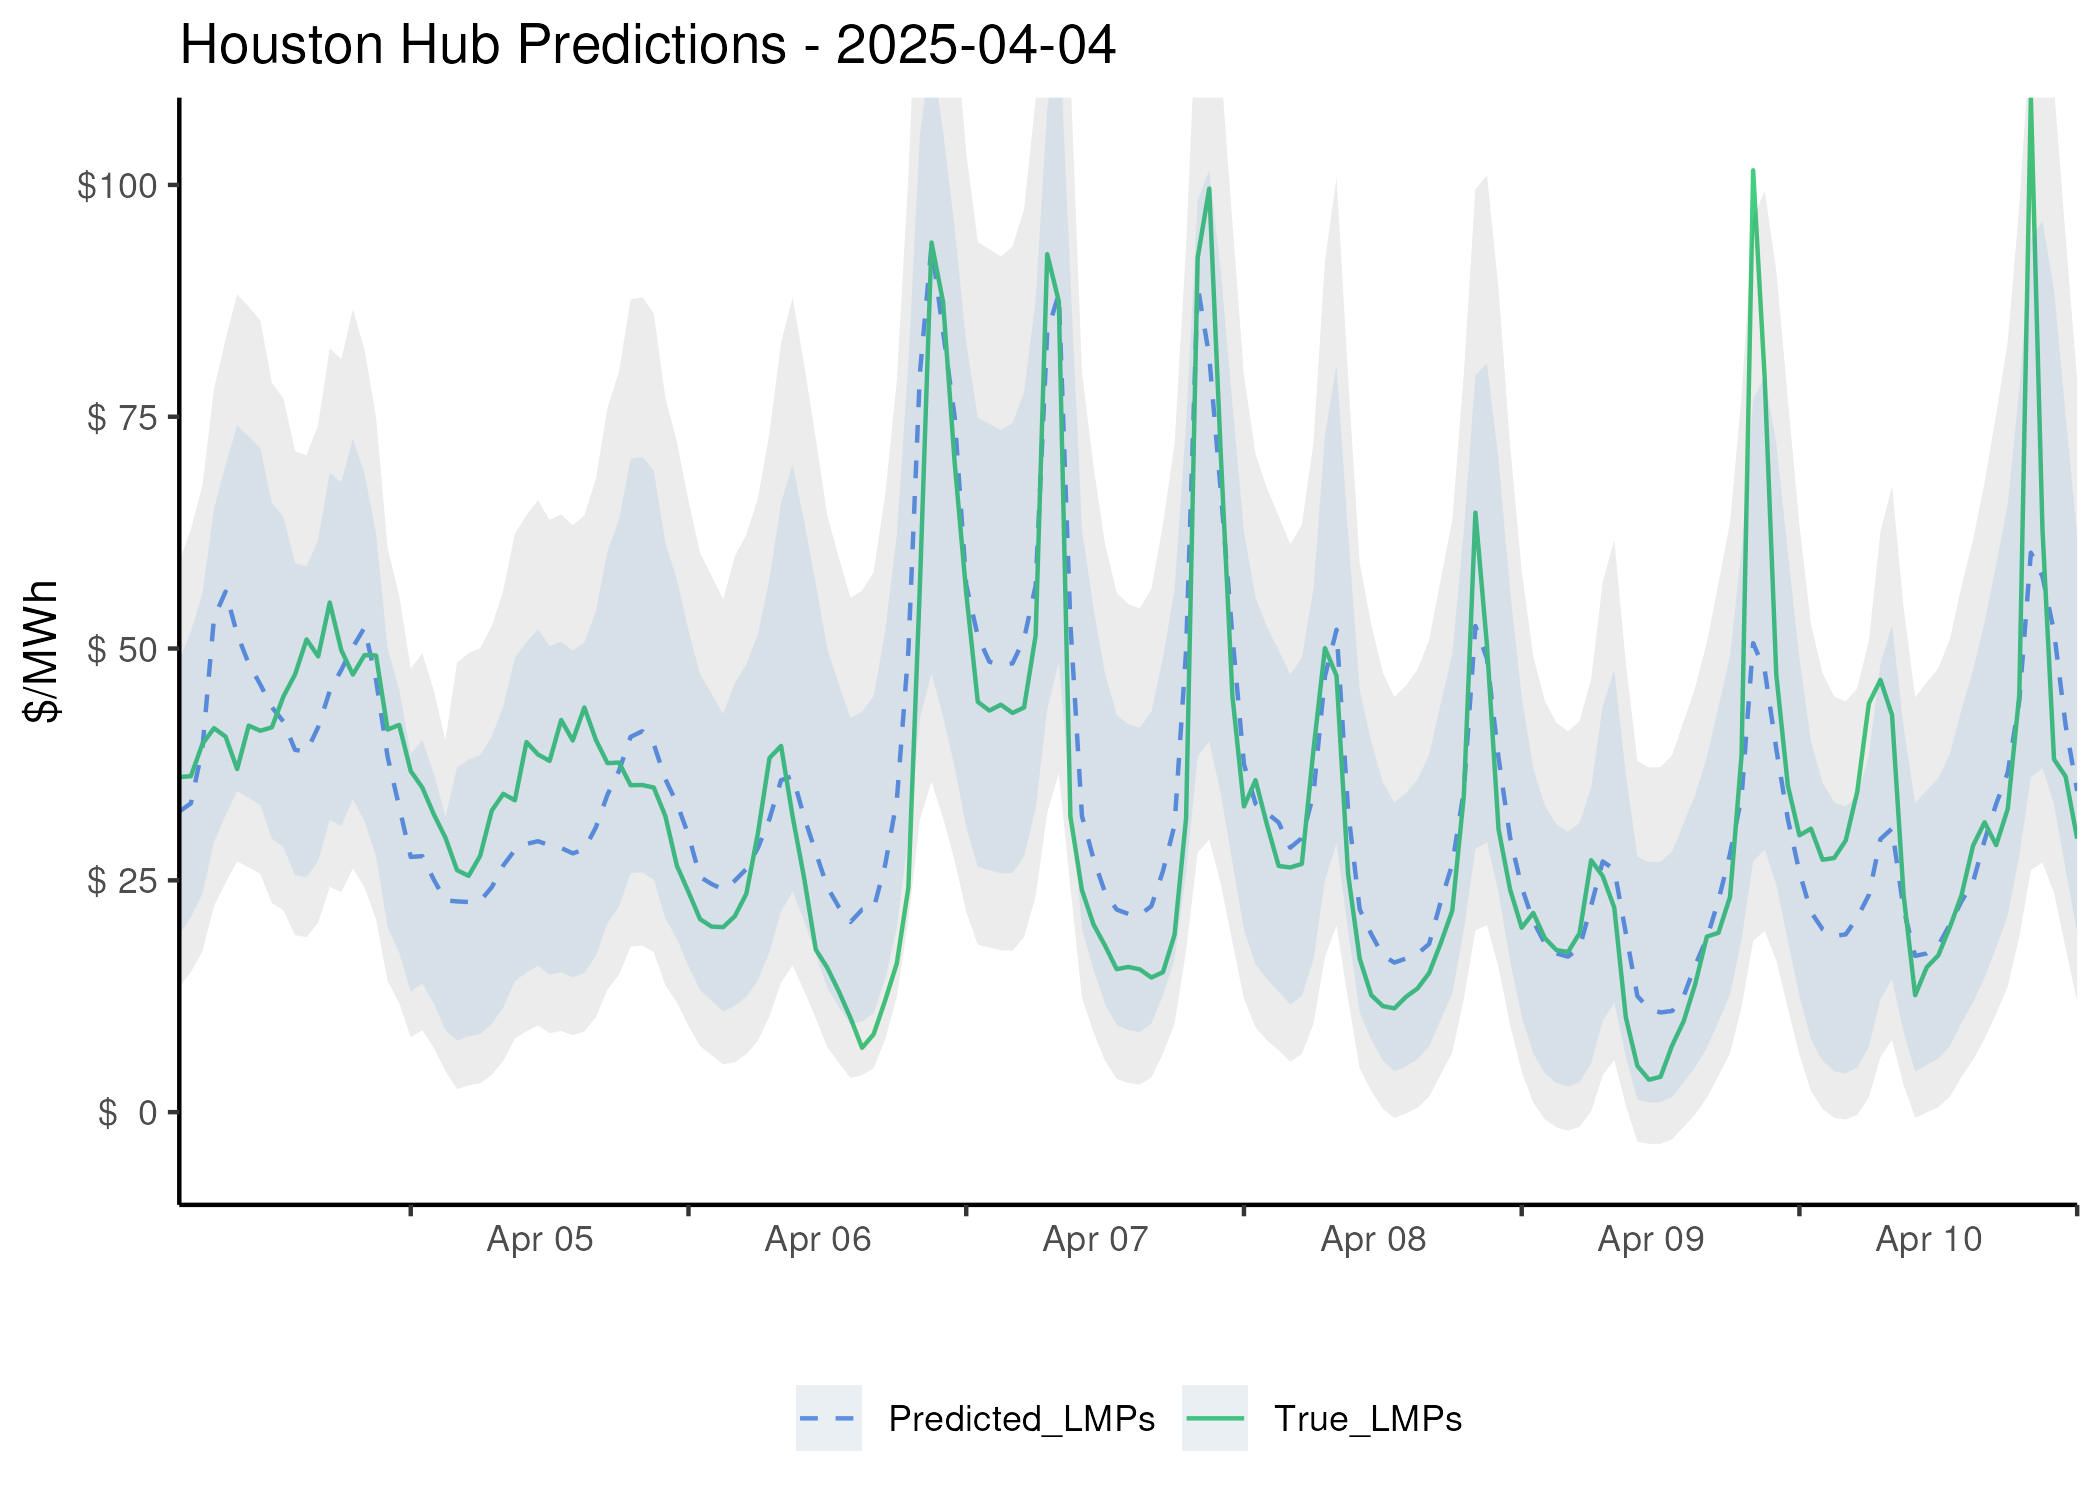 Houston Hub Predictions - 2025-04-04
$/MWh
$100
$ 75
$ 50
$ 25
$ 0
Apr 05 Apr 06 Apr 07 Apr 08 Apr 09 Apr 10
Predicted_LMPs True_LMPs